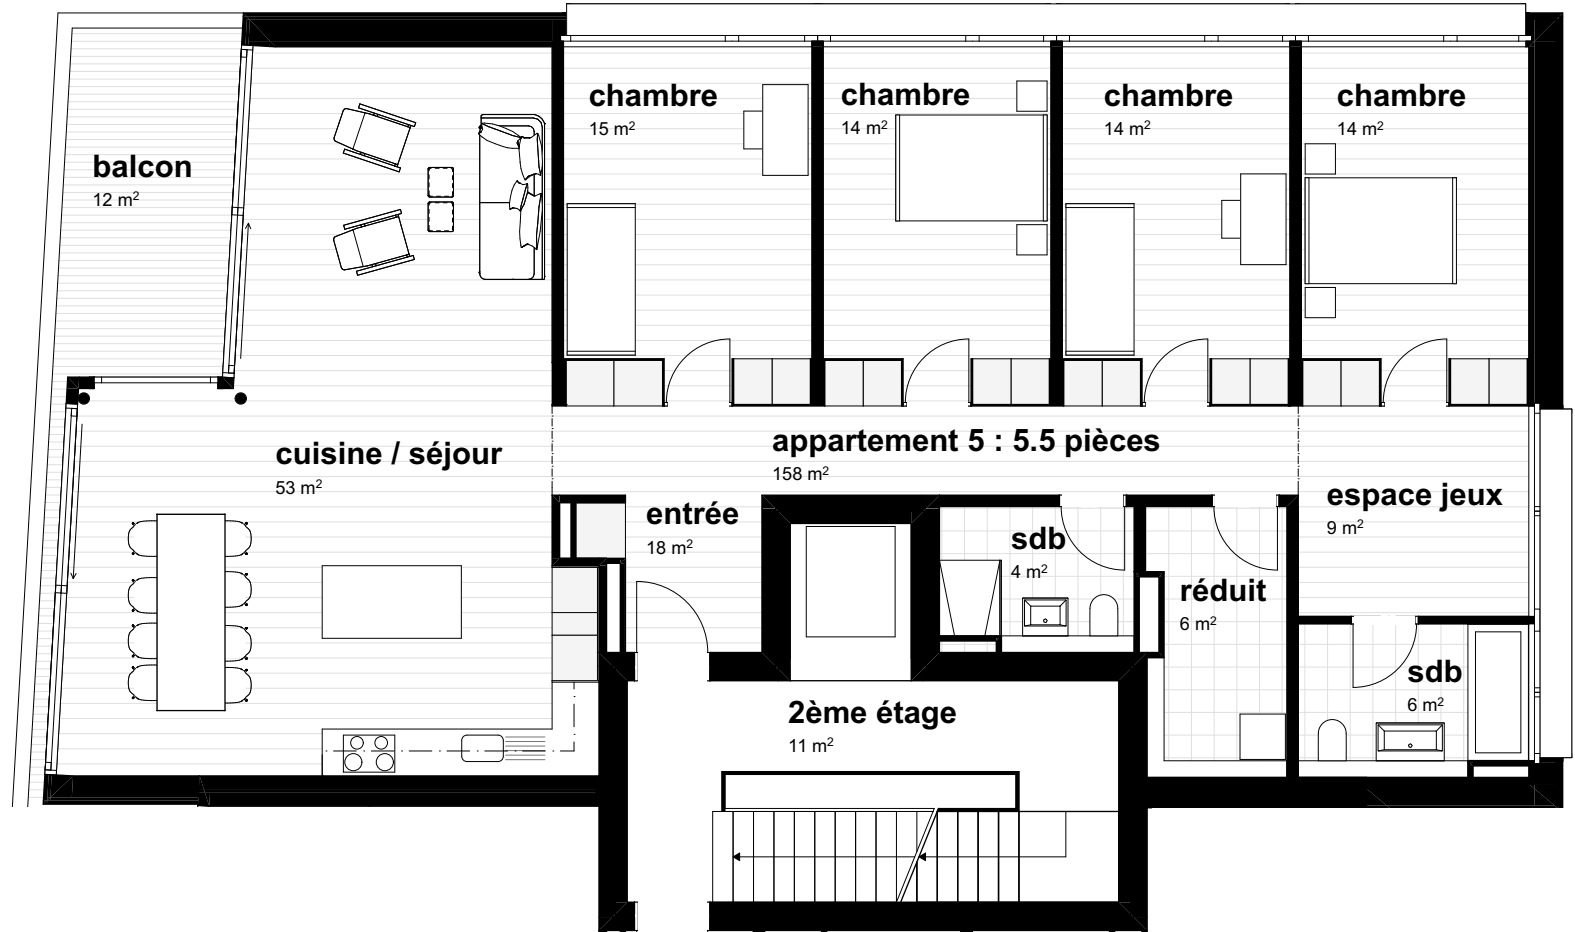 chambre
15 m²
chambre
14 m²
chambre
14 m²
chambre
14 m²
balcon
12 m²
cuisine / séjour
53 m²
appartement 5 : 5.5 pièces
158 m²
entrée
18 m²
sdb
4 m²
réduit
6 m²
espace jeux
9 m²
sdb
6 m²
2ème étage
11 m²